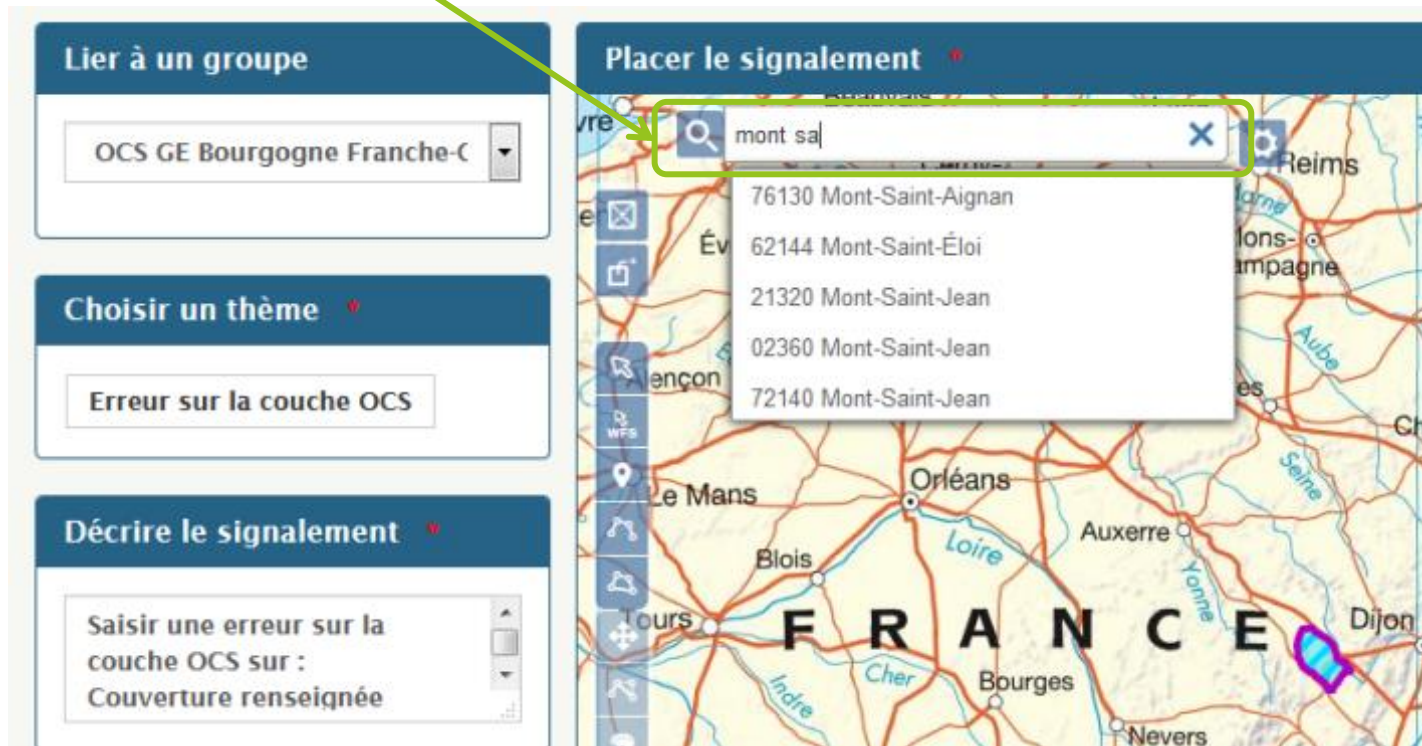 Lier à un groupe
OCS GE Bourgogne Franche-C
Choisir un thème *
Erreur sur la couche OCS
Décrire le signalement *
Saisir une erreur sur la
couche OCS sur :
Couverture renseignée
Placer le signalement *
mont sa
76130 Mont-Saint-Aignan
62144 Mont-Saint-Éloi
21320 Mont-Saint-Jean
02360 Mont-Saint-Jean
72140 Mont-Saint-Jean
WFS
Reims
Aube
Seine
Le Mans
Orléans
Auxerre
Blois
Loire
Yonne
Tours
FRANCE
Dijon
Cher
Indre
Bourges
Nevers